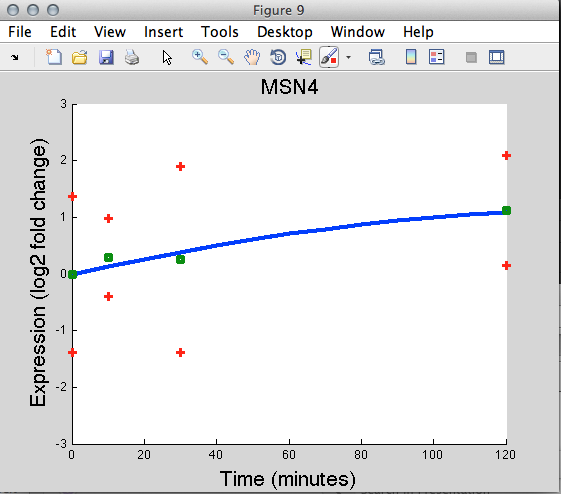 Figure 9
File Edit View Insert Tools Desktop Window Help
MSN4
Expression (log2 fold change)
3
2
1
0
-1
-2
-3
0 20 40 60 80 100 120
Time (minutes)